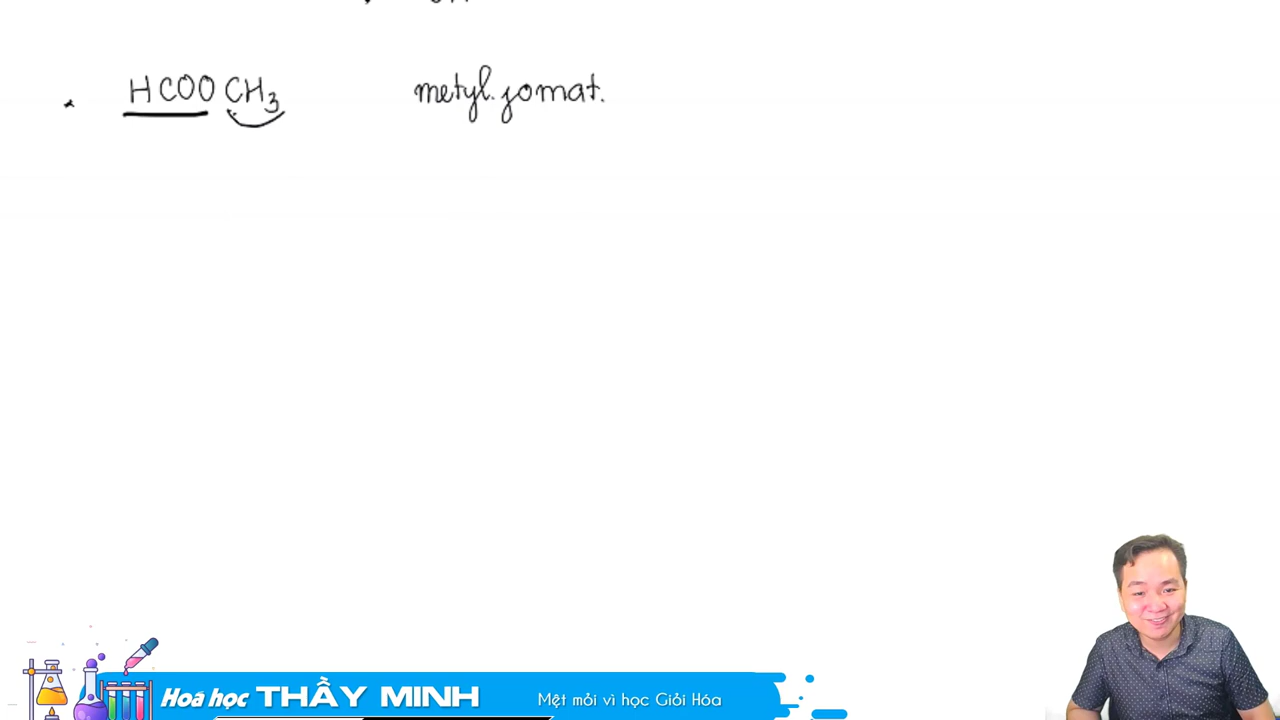 HCOOCH₃ metyl.fomat.
Hoá học THẦY MINH Mệt mỏi vì học Giỏi Hóa